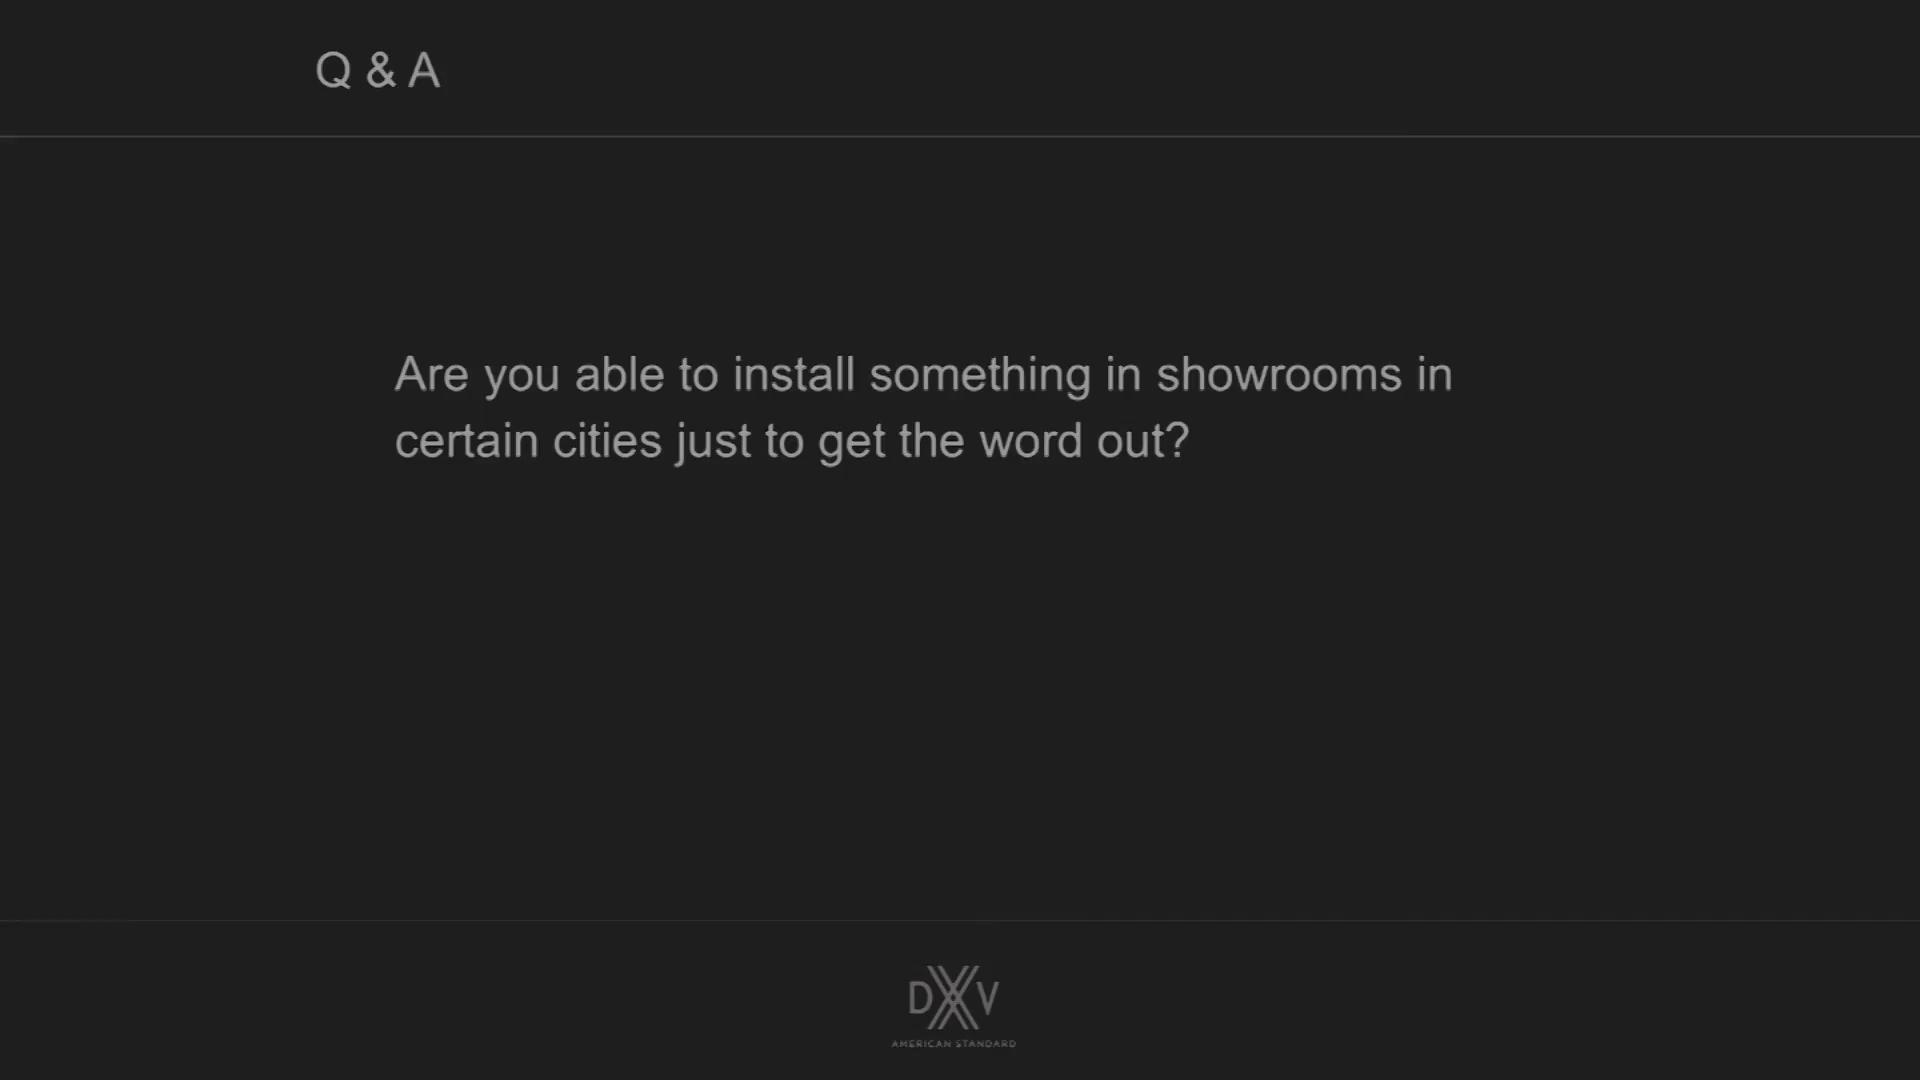 Q & A
Are you able to install something in showrooms in
certain cities just to get the word out?
DXV
AMERICAN STANDARD